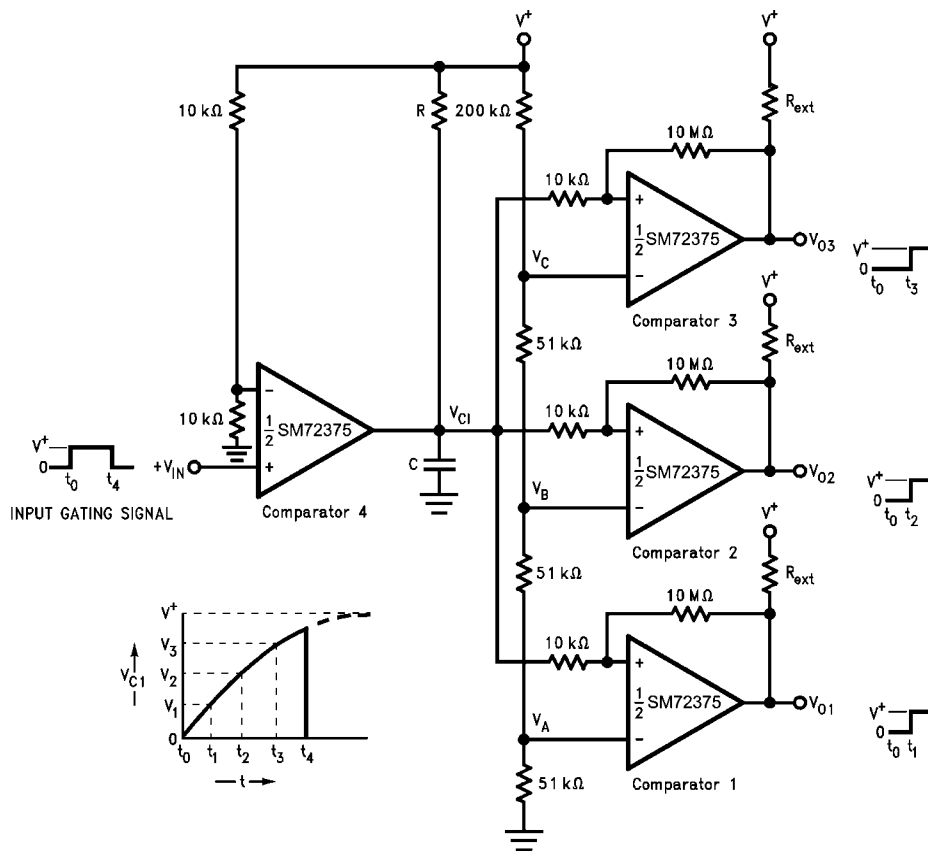 V+
V+
10 kΩ
R
200 kΩ
Rext
10 MΩ
10 kΩ
+
1/2 SM72375
VO3
V+
0
t0 t3
VC
−
Comparator 3
V+
Rext
51 kΩ
10 MΩ
10 kΩ
−
10 kΩ
1/2 SM72375
VC1
+
1/2 SM72375
VO2
V+
0
t0 t2
V+
0
t0 t4
+VIN
+
C
VB
−
INPUT GATING SIGNAL
Comparator 4
Comparator 2
V+
Rext
51 kΩ
10 MΩ
10 kΩ
+
1/2 SM72375
VO1
V+
0
t0 t1
VA
−
51 kΩ
Comparator 1
V+
V3
VC1
V2
V1
0
t0 t1 t2 t3 t4
t